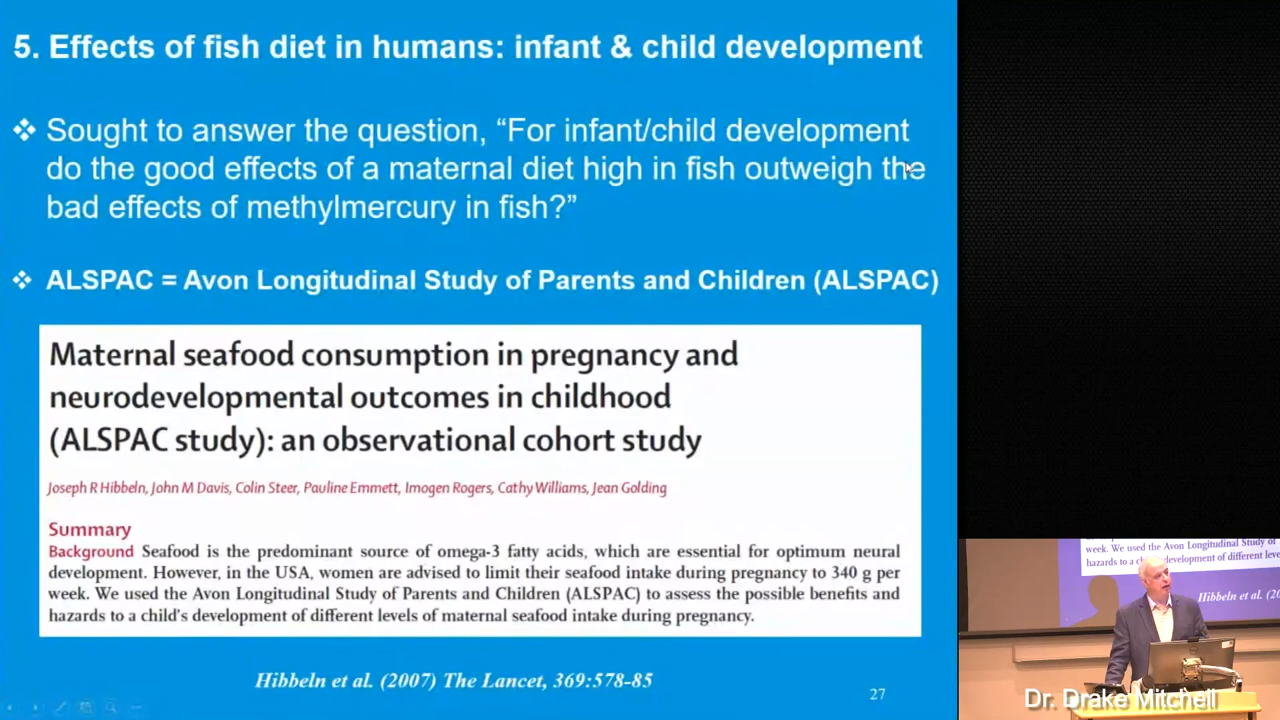 5. Effects of fish diet in humans: infant & child development
❖ Sought to answer the question, “For infant/child development
do the good effects of a maternal diet high in fish outweigh the
bad effects of methylmercury in fish?”
❖ ALSPAC = Avon Longitudinal Study of Parents and Children (ALSPAC)
Maternal seafood consumption in pregnancy and
neurodevelopmental outcomes in childhood
(ALSPAC study): an observational cohort study
Joseph R Hibbeln, John M Davis, Colin Steer, Pauline Emmett, Imogen Rogers, Cathy Williams, Jean Golding
Summary
Background Seafood is the predominant source of omega-3 fatty acids, which are essential for optimum neural
development. However, in the USA, women are advised to limit their seafood intake during pregnancy to 340 g per
week. We used the Avon Longitudinal Study of Parents and Children (ALSPAC) to assess the possible benefits and
hazards to a child's development of different levels of maternal seafood intake during pregnancy.
Hibbeln et al. (2007) The Lancet, 369:578-85
27
week. We used the Avon Longitudinal Study of
hazards to a child's development of different leve
Hibbeln et al. (20
Dr. Drake Mitchell